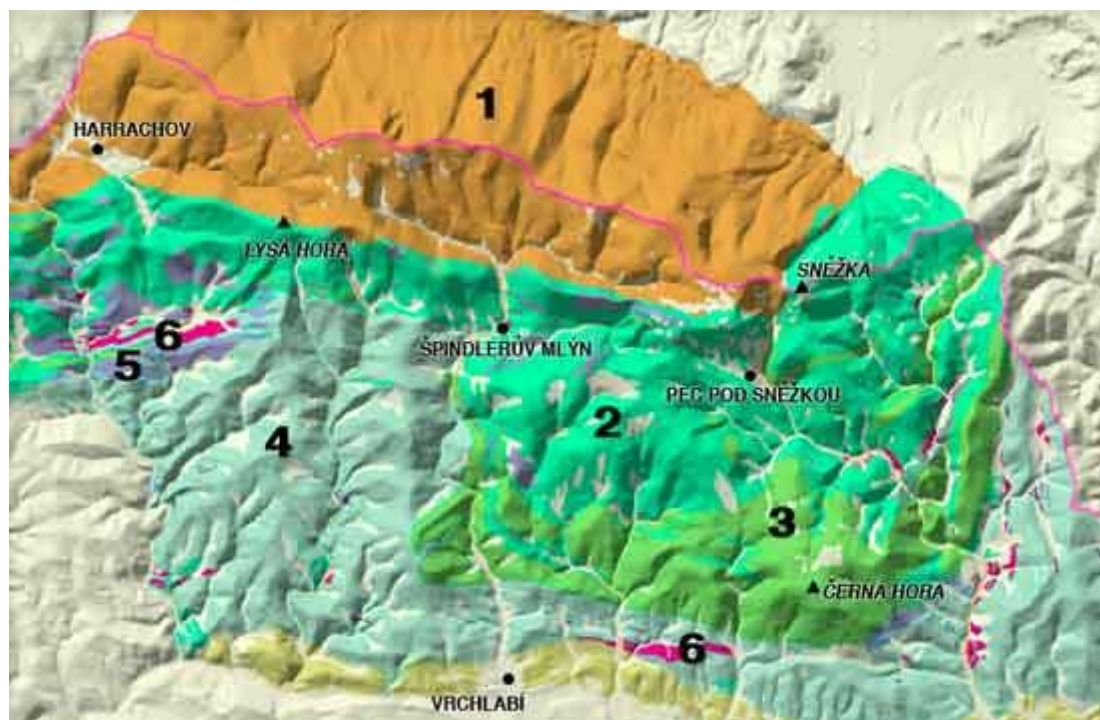 1
HARRACHOV
LYSÁ HORA
SNĚŽKA
6
ŠPINDLERŮV MLÝN
5
PEC POD SNĚŽKOU
2
4
3
ČERNÁ HORA
6
VRCHLABÍ